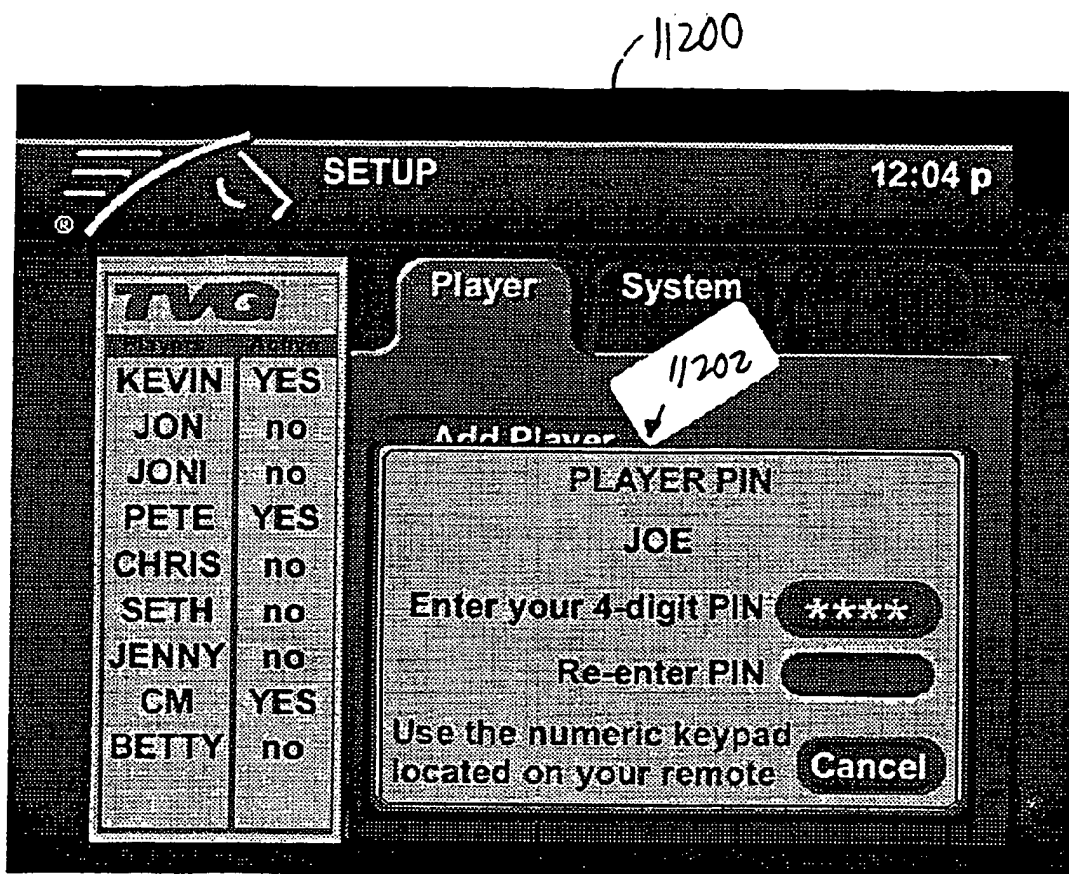 11200
SETUP
12:04 p
®
TVG
Player
System
11202
Players Active
KEVIN YES
JON no
JONI no
PETE YES
CHRIS no
SETH no
JENNY no
CM YES
BETTY no
Add Player
PLAYER PIN
JOE
Enter your 4-digit PIN ****
Re-enter PIN
Use the numeric keypad
located on your remote
Cancel